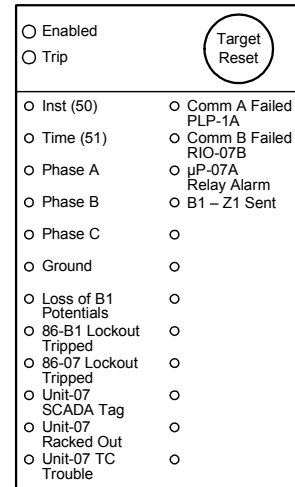 Enabled
Trip
Target
Reset
Inst (50)
Time (51)
Phase A
Phase B
Phase C
Ground
Loss of B1
Potentials
86-B1 Lockout
Tripped
86-07 Lockout
Tripped
Unit-07
SCADA Tag
Unit-07
Racked Out
Unit-07 TC
Trouble
Comm A Failed
PLP-1A
Comm B Failed
RIO-07B
µP-07A
Relay Alarm
B1 – Z1 Sent